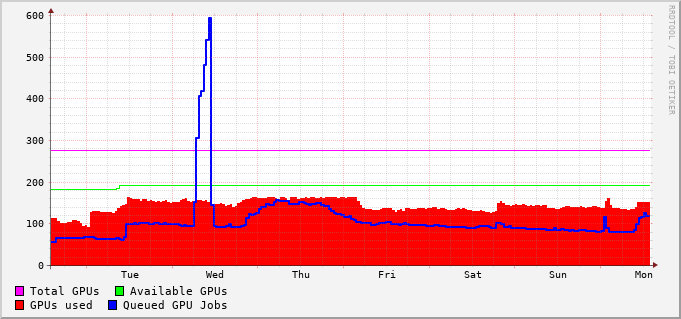 RRDTOOL / TOBI OETIKER
600
500
400
300
200
100
0
Tue Wed Thu Fri Sat Sun Mon
Total GPUs Available GPUs
GPUs used Queued GPU Jobs